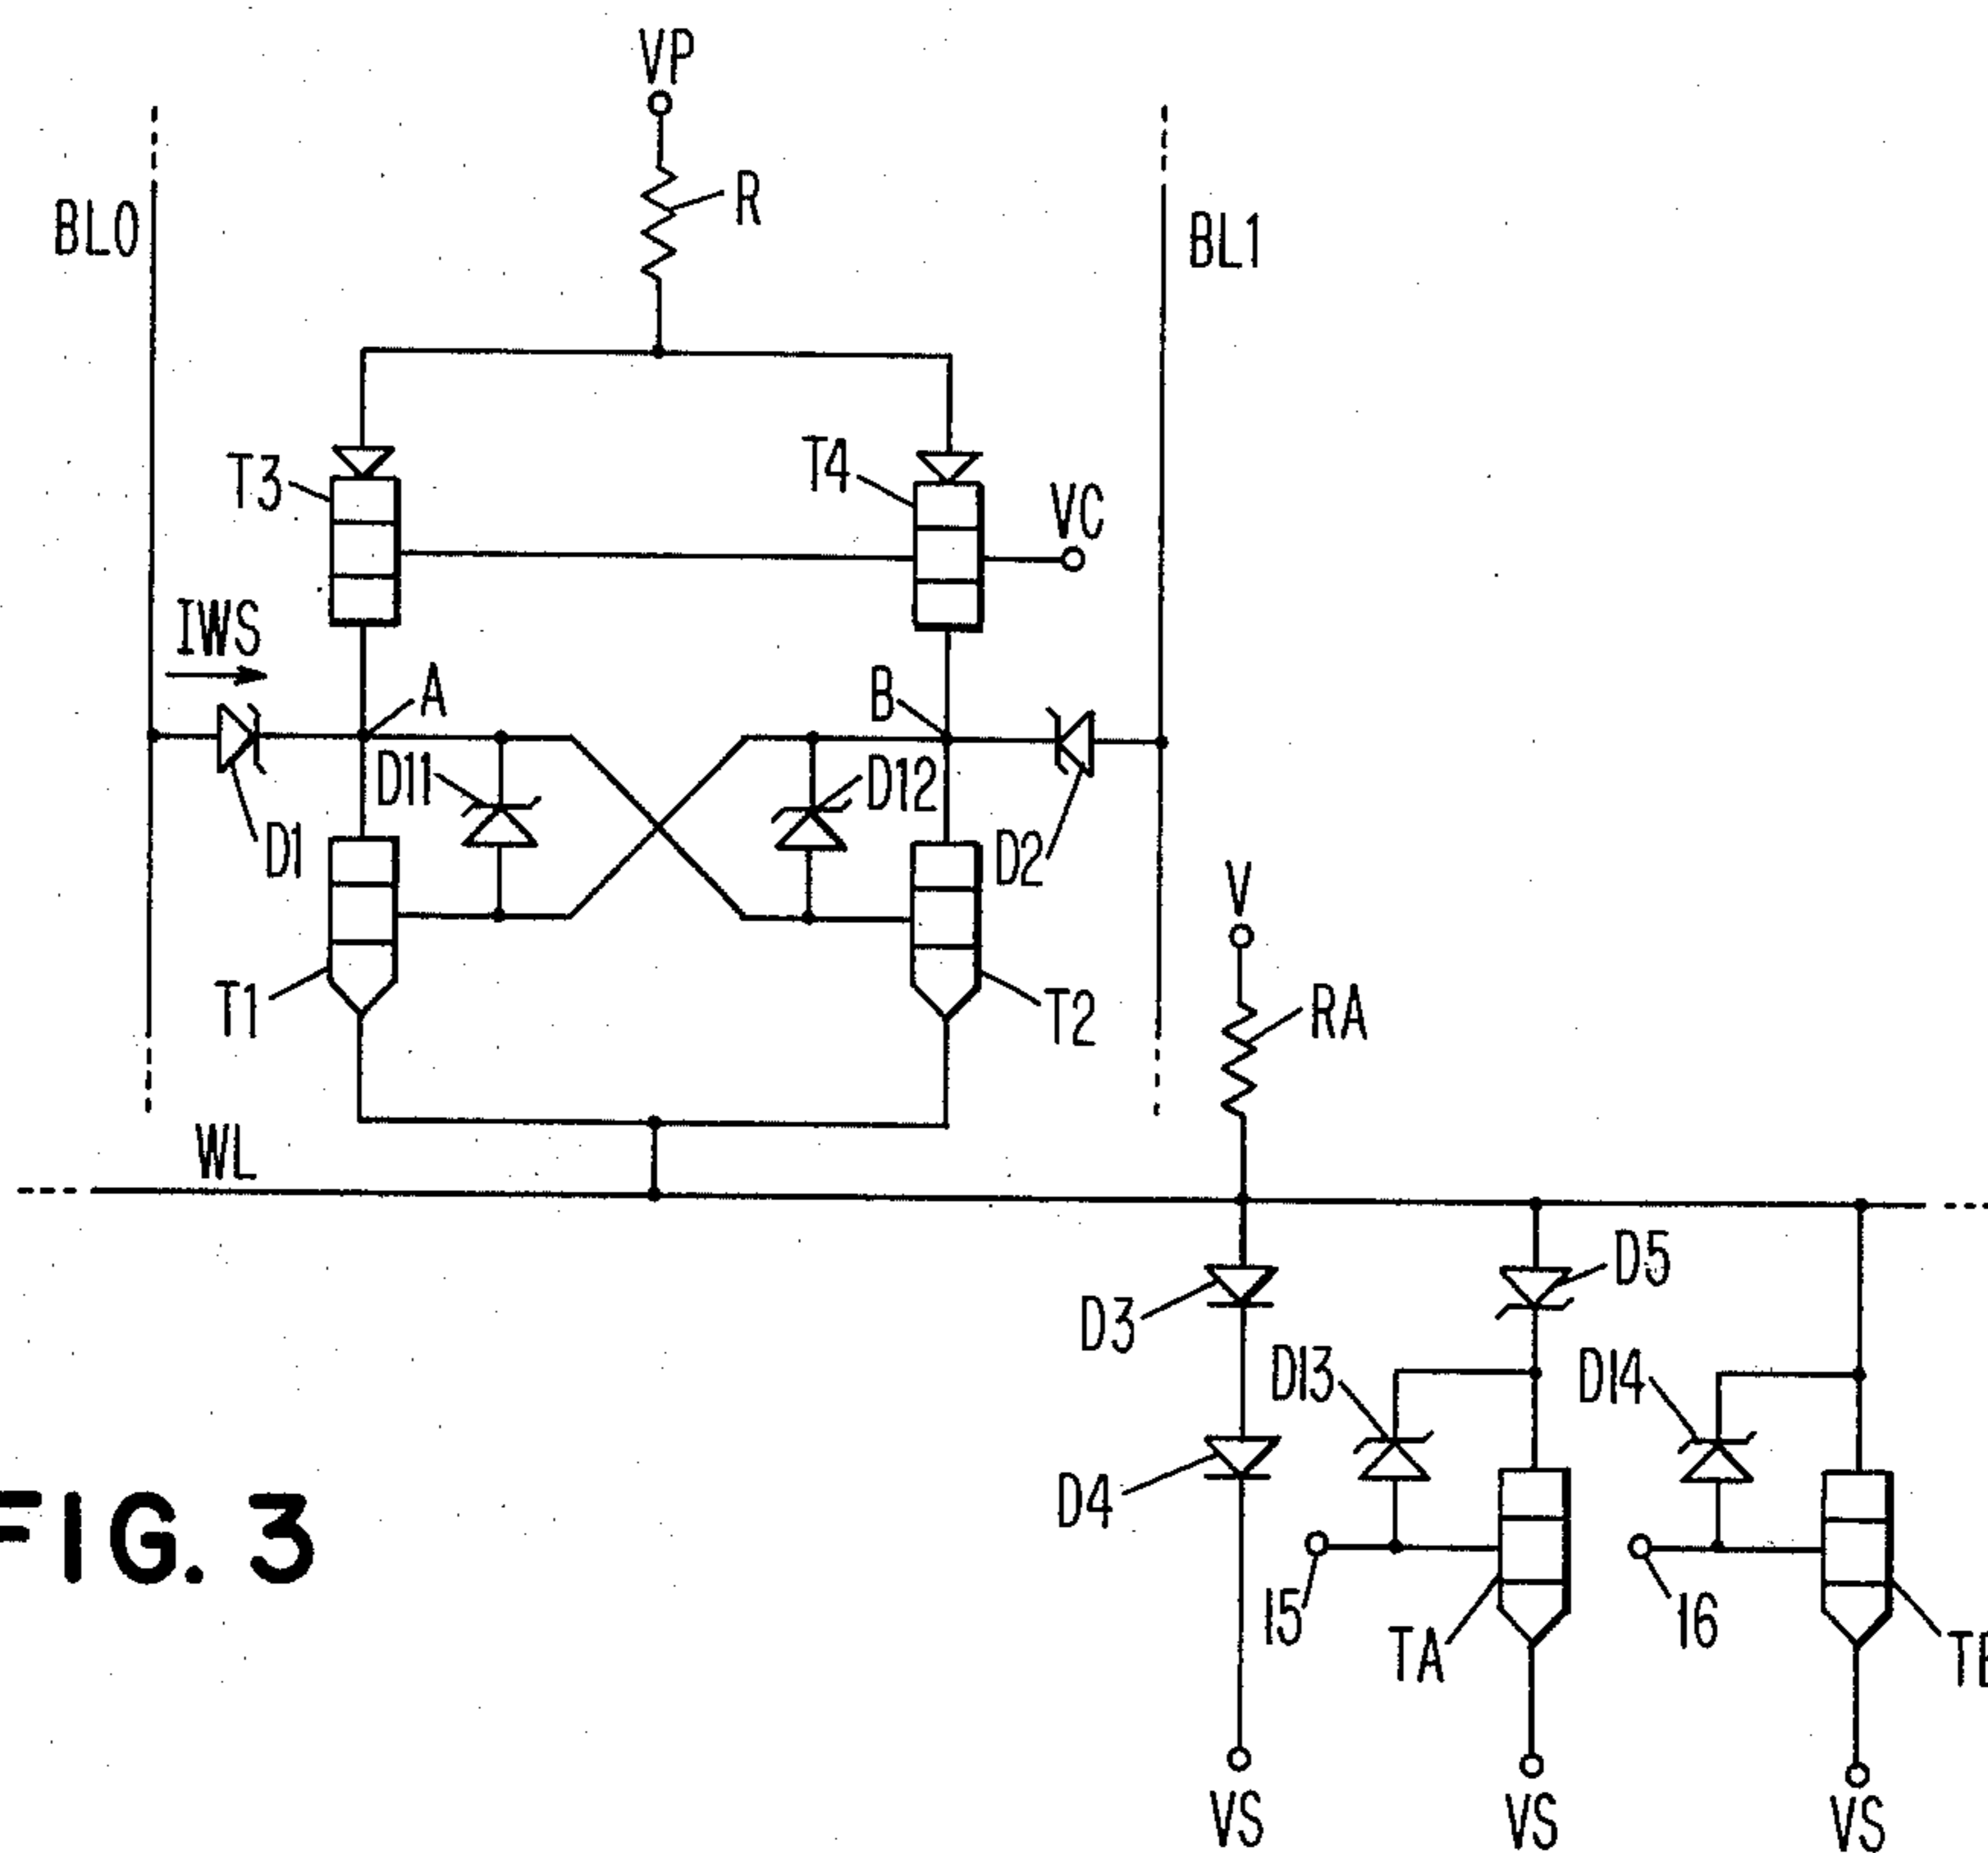 VP
R
BL0
BL1
T3
T4
VC
IWS
A
B
D11
D12
D1
D2
V
T1
T2
RA
WL
D5
D3
D13
D14
D4
FIG. 3
15
16
TA
VS
VS
VS